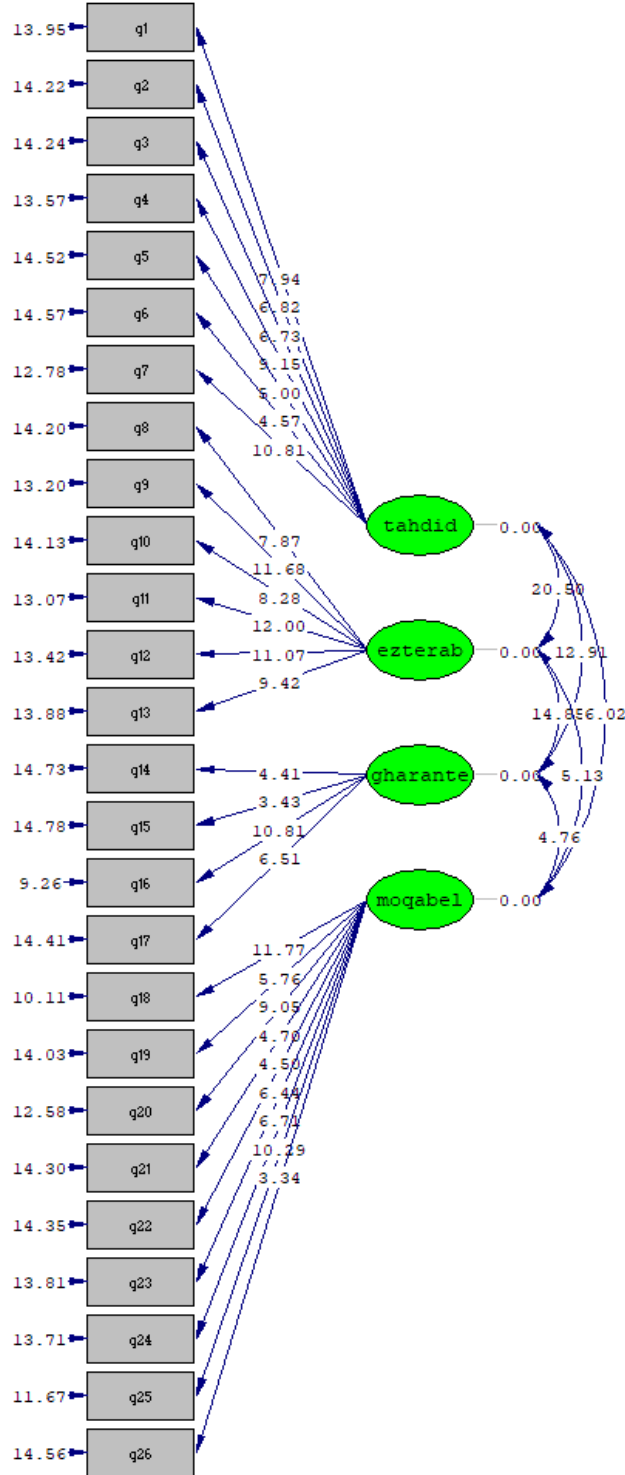 13.95 q1
14.22 q2
14.24 q3
13.57 q4
14.52 q5
14.57 q6
12.78 q7
14.20 q8
13.20 q9
14.13 q10
13.07 q11
13.42 q12
13.88 q13
14.73 q14
14.78 q15
9.26 q16
14.41 q17
10.11 q18
14.03 q19
12.58 q20
14.30 q21
14.35 q22
13.81 q23
13.71 q24
11.67 q25
14.56 q26
7.94
6.82
6.73
9.15
5.00
4.57
10.81
7.87
11.68
8.28
12.00
11.07
9.42
4.41
3.43
10.81
6.51
11.77
5.76
9.05
4.70
4.50
6.44
6.71
10.29
3.34
tahdid 0.00
ezterab 0.00
gharante 0.00
moqabel 0.00
20.50
12.91
14.85
6.02
5.13
4.76